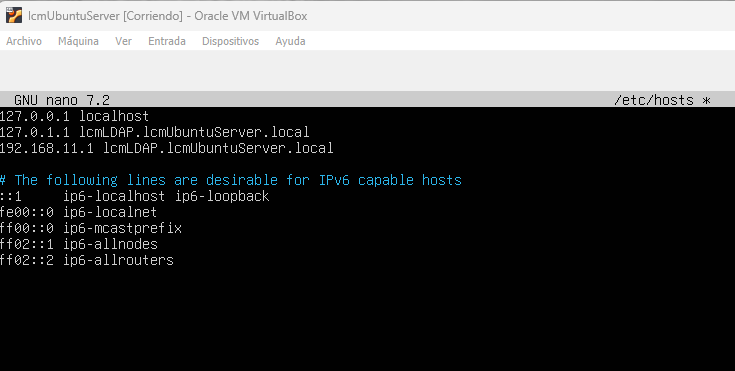 lcmUbuntuServer [Corriendo] - Oracle VM VirtualBox
Archivo Máquina Ver Entrada Dispositivos Ayuda
GNU nano 7.2 /etc/hosts *
127.0.0.1 localhost
127.0.1.1 lcmLDAP.lcmUbuntuServer.local
192.168.11.1 lcmLDAP.lcmUbuntuServer.local
# The following lines are desirable for IPv6 capable hosts
::1 ip6-localhost ip6-loopback
fe00::0 ip6-localnet
ff00::0 ip6-mcastprefix
ff02::1 ip6-allnodes
ff02::2 ip6-allrouters